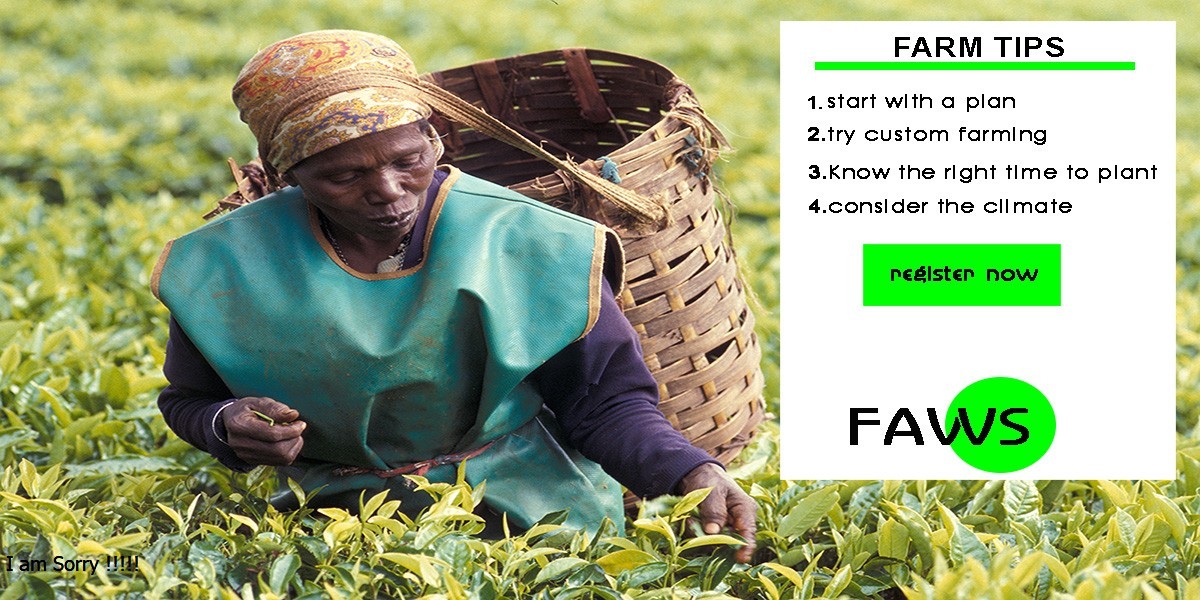 FARM TIPS
1. start with a plan
2.try custom farming
3.Know the right time to plant
4.consider the climate
register now
FAWS
I am Sorry !!!!!